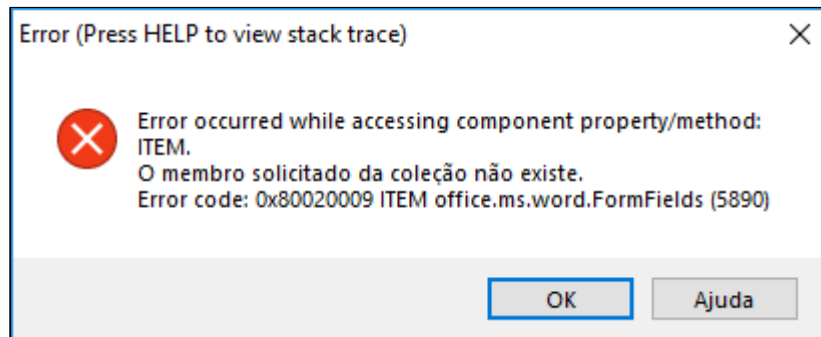 Error (Press HELP to view stack trace)
Error occurred while accessing component property/method:
ITEM.
O membro solicitado da coleção não existe.
Error code: 0x80020009 ITEM office.ms.word.FormFields (5890)
OK
Ajuda